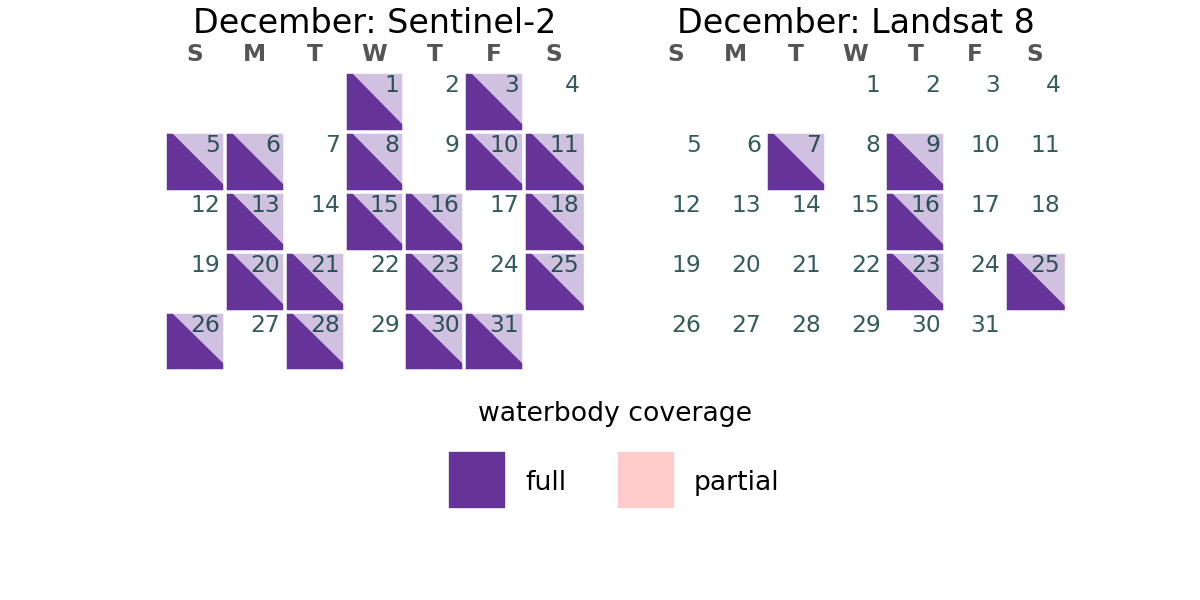 December: Sentinel-2
S M T W T F S
1 2 3 4
5 6 7 8 9 10 11
12 13 14 15 16 17 18
19 20 21 22 23 24 25
26 27 28 29 30 31
December: Landsat 8
S M T W T F S
1 2 3 4
5 6 7 8 9 10 11
12 13 14 15 16 17 18
19 20 21 22 23 24 25
26 27 28 29 30 31
waterbody coverage
full partial